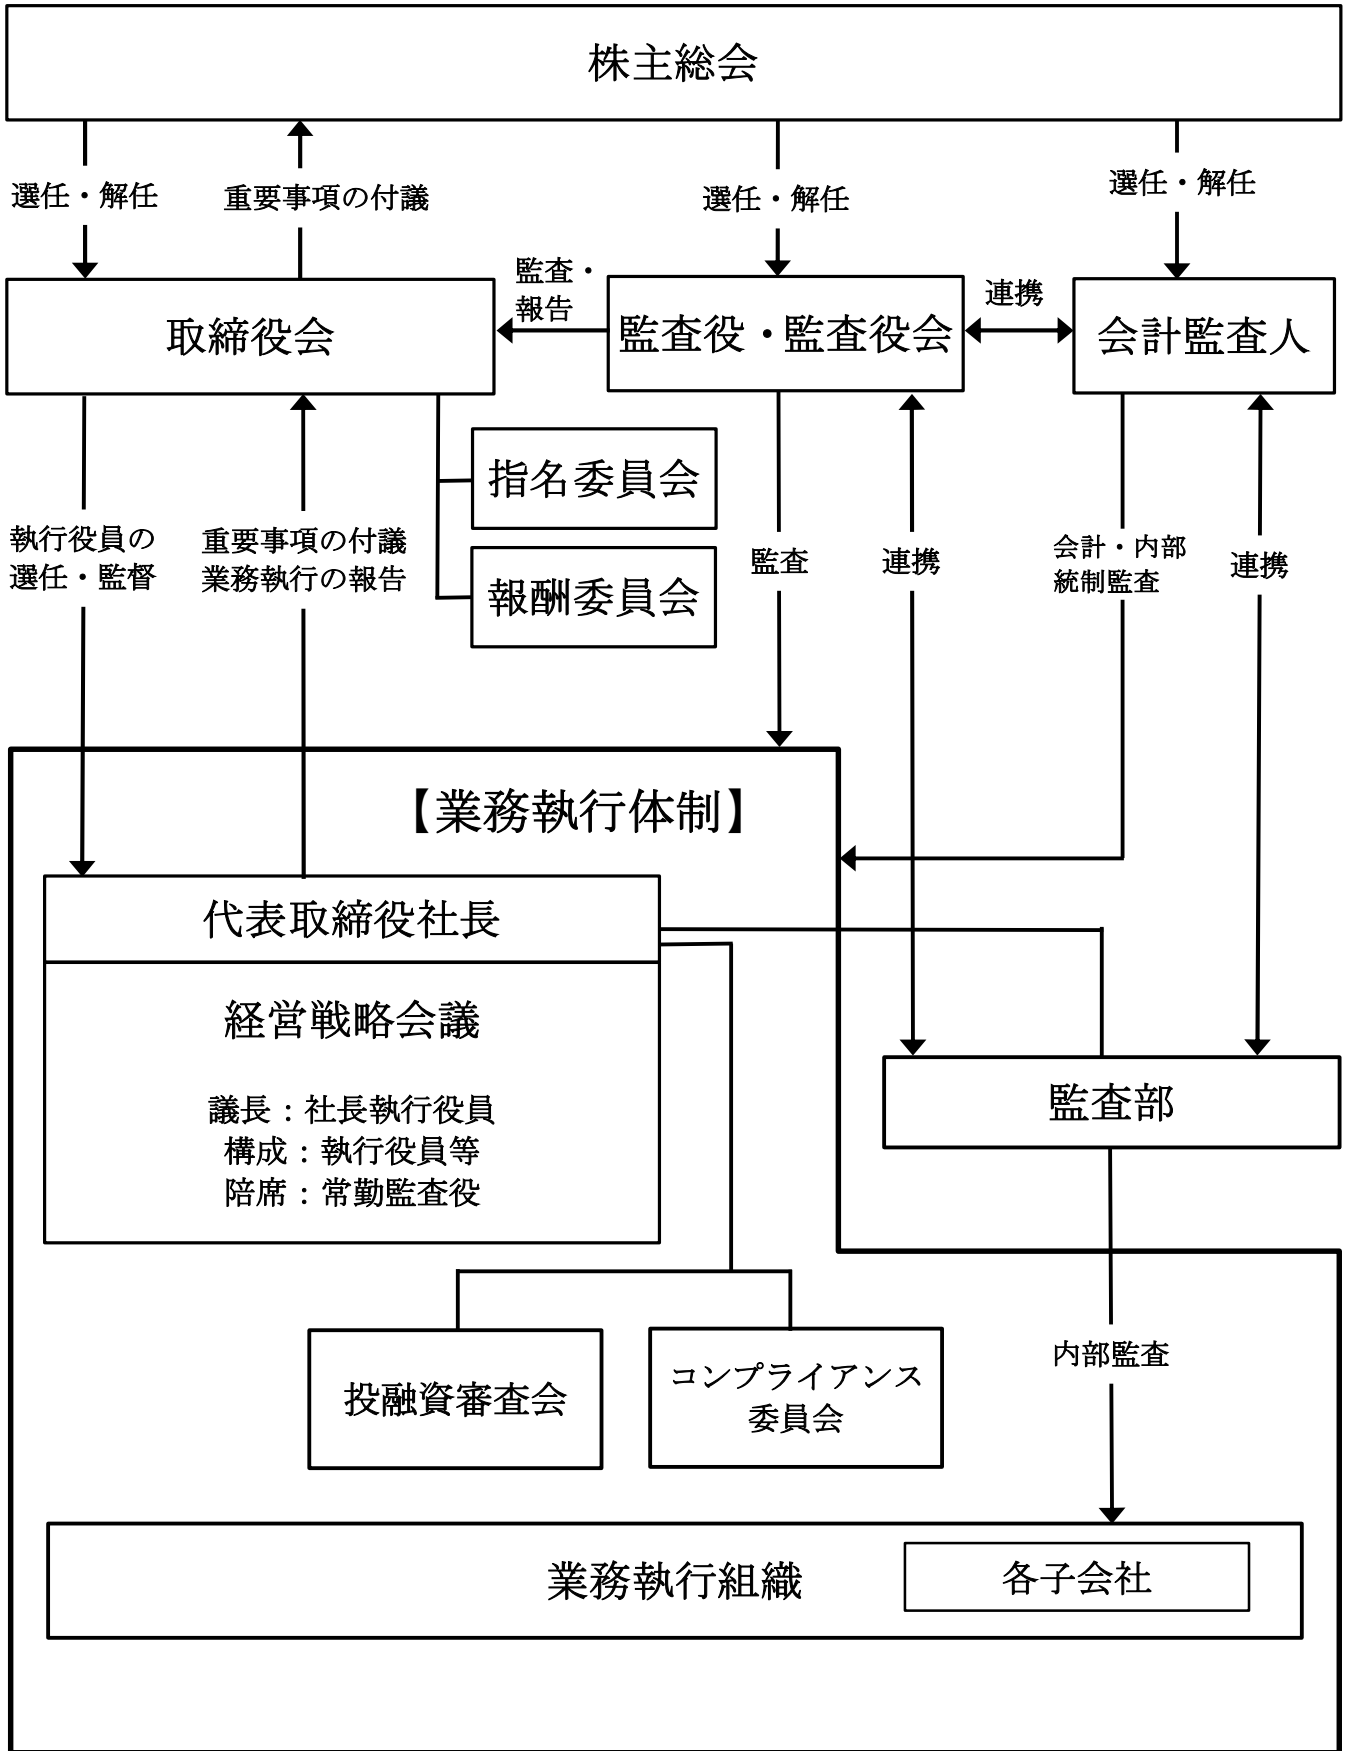 株主総会
選任・解任
重要事項の付議
選任・解任
選任・解任
監査・
報告
連携
取締役会
監査役・監査役会
会計監査人
指名委員会
報酬委員会
執行役員の
選任・監督
重要事項の付議
業務執行の報告
監査
連携
会計・内部
統制監査
連携
【業務執行体制】
代表取締役社長
経営戦略会議
議長：社長執行役員
構成：執行役員等
陪席：常勤監査役
監査部
内部監査
投融資審査会
コンプライアンス
委員会
業務執行組織
各子会社